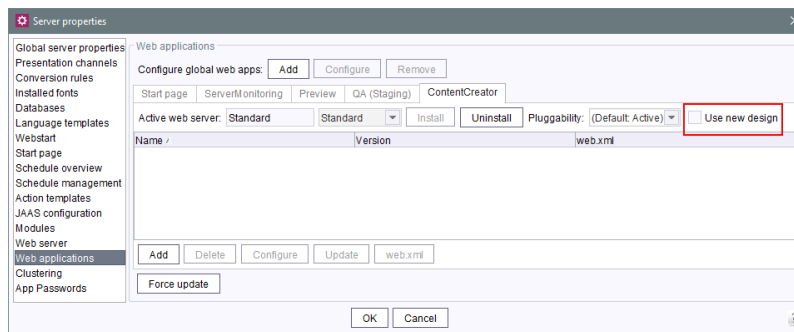 Server properties
Global server properties
Presentation channels
Conversion rules
Installed fonts
Databases
Language templates
Webstart
Start page
Schedule overview
Schedule management
Action templates
JAAS configuration
Modules
Web server
Web applications
Clustering
App Passwords
Web applications
Configure global web apps: Add Configure Remove
Start page ServerMonitoring Preview QA (Staging) ContentCreator
Active web server: Standard Standard Install Uninstall Pluggability: (Default: Active) Use new design
Name Version web.xml
Add Delete Configure Update web.xml
Force update
OK Cancel